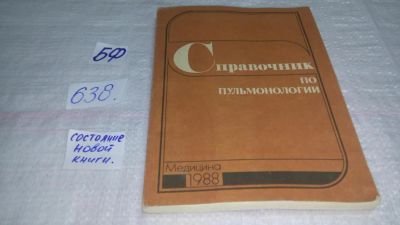 БФ
638.
состояние
новой
книги.
Справочник
ПО
ПУЛЬМОНОЛОГИИ
Медицина
1988